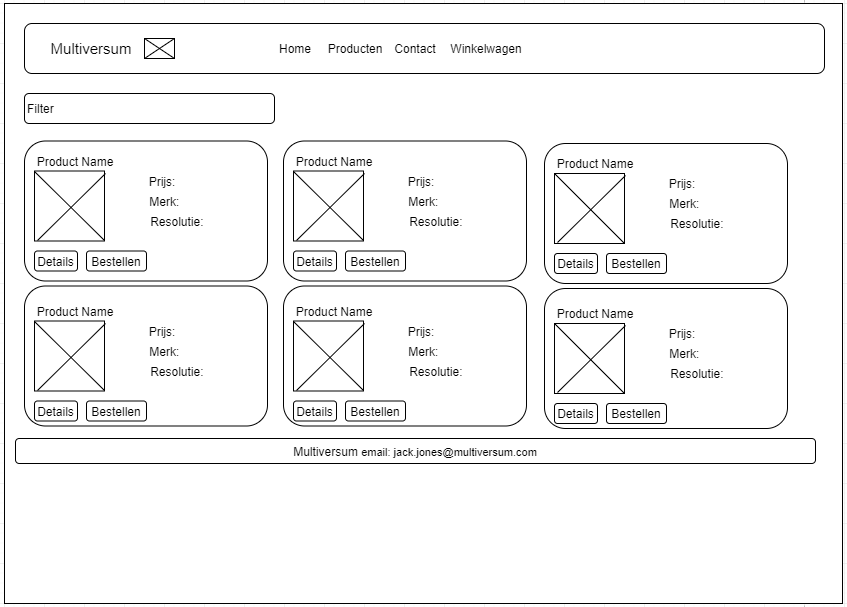 Multiversum
Home Producten Contact Winkelwagen
Filter
Product Name
Prijs:
Merk:
Resolutie:
Details Bestellen
Product Name
Prijs:
Merk:
Resolutie:
Details Bestellen
Product Name
Prijs:
Merk:
Resolutie:
Details Bestellen
Product Name
Prijs:
Merk:
Resolutie:
Details Bestellen
Product Name
Prijs:
Merk:
Resolutie:
Details Bestellen
Product Name
Prijs:
Merk:
Resolutie:
Details Bestellen
Multiversum email: jack.jones@multiversum.com